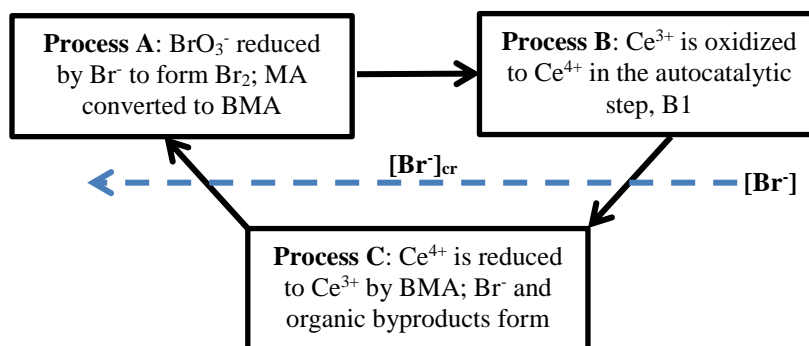 Process A: BrO₃⁻ reduced
by Br⁻ to form Br₂; MA
converted to BMA
Process B: Ce³⁺ is oxidized
to Ce⁴⁺ in the autocatalytic
step, B1
[Br⁻]cr
[Br⁻]
Process C: Ce⁴⁺ is reduced
to Ce³⁺ by BMA; Br⁻ and
organic byproducts form